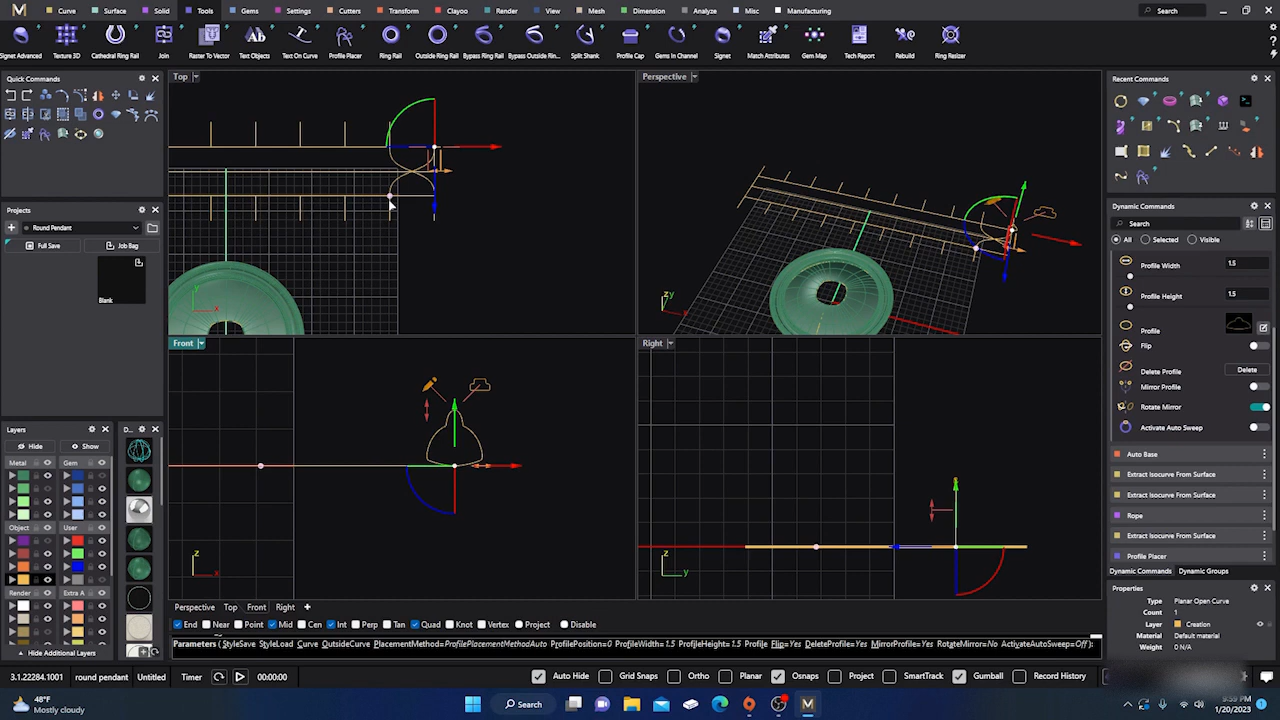 Curve Solid Tools Gems Settings Cutters Transform Clayoo Render View Mesh Dimension Analyze Misc Manufacturing Search
Signet Advanced Texture 3D Cathedral Ring Rail Join Raster To Vector Text Objects Text On Curve Profile Placer Ring Rail Outside Ring Rail Bypass Ring Rail Bypass Outside Rin... Split Shank Profile Cap Gems In Channel Signet Match Attributes Gem Map Tech Report Rebuild Ring Resizer
Quick Commands
Top
Perspective
Recent Commands
Projects
Round Pendant
Full Save Job Bag
Blank
y
x
z y
x
Dynamic Commands
Search
All Selected Visible
Profile Width 1.5
Profile Height 1.5
Profile
Flip
Delete Profile Delete
Mirror Profile
Rotate Mirror
Activate Auto Sweep
Front
Right
z
x
z
y
Layers
D...
Hide Show
Metal Gem
Object User
Render Extra A
Hide Additional Layers
Auto Base
Extract Isocurve From Surface
Extract Isocurve From Surface
Rope
Extract Isocurve From Surface
Profile Placer
Dynamic Commands Dynamic Groups
Properties
Type Planar Open Curve
Count 1
Layer Creation
Material Default material
Weight 0 N/A
Perspective Top Front Right
End Near Point Mid Cen Int Perp Tan Quad Knot Vertex Project Disable
Parameters ( StyleSave StyleLoad Curve OutsideCurve PlacementMethod=ProfilePlacementMethodAuto ProfilePosition=0 ProfileWidth=1.5 ProfileHeight=1.5 Profile Flip=Yes DeleteProfile=Yes MirrorProfile=Yes RotateMirror=No ActivateAutoSweep=Off ):
3.1.22284.1001 round pendant Untitled Timer 00:00:00 Auto Hide Grid Snaps Ortho Planar Osnaps Project SmartTrack Gumball Record History
48°F
Mostly cloudy
Search
9:59 PM
1/20/2023